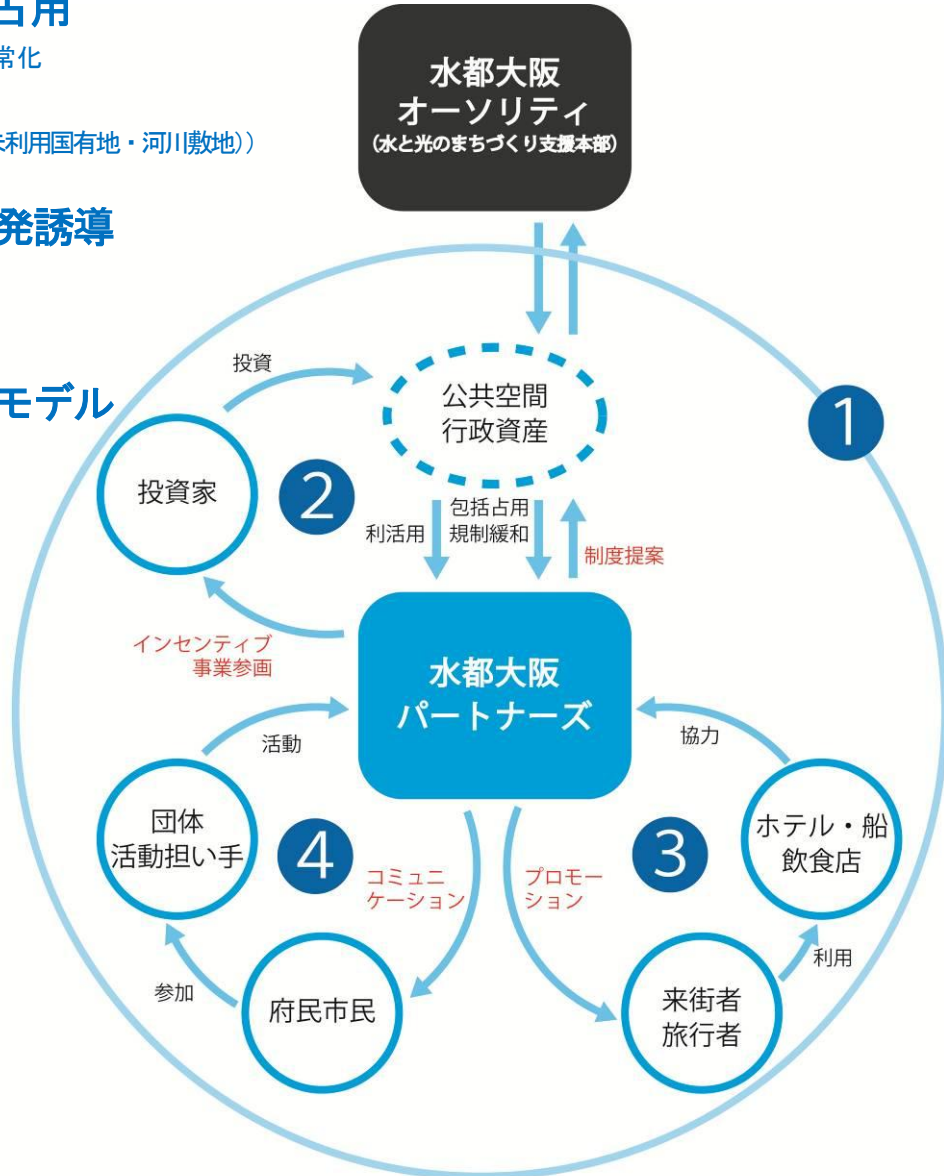 占用
常化
未利用国有地・河川敷地))
発誘導
モデル
水都大阪
オーソリティ
(水と光のまちづくり支援本部)
1
投資
公共空間
行政資産
投資家
2
利活用
包括占用
規制緩和
制度提案
インセンティブ
事業参画
水都大阪
パートナーズ
活動
協力
団体
活動担い手
4
コミュニ
ケーション
プロモー
ション
3
ホテル・船
飲食店
参加
府民市民
来街者
旅行者
利用